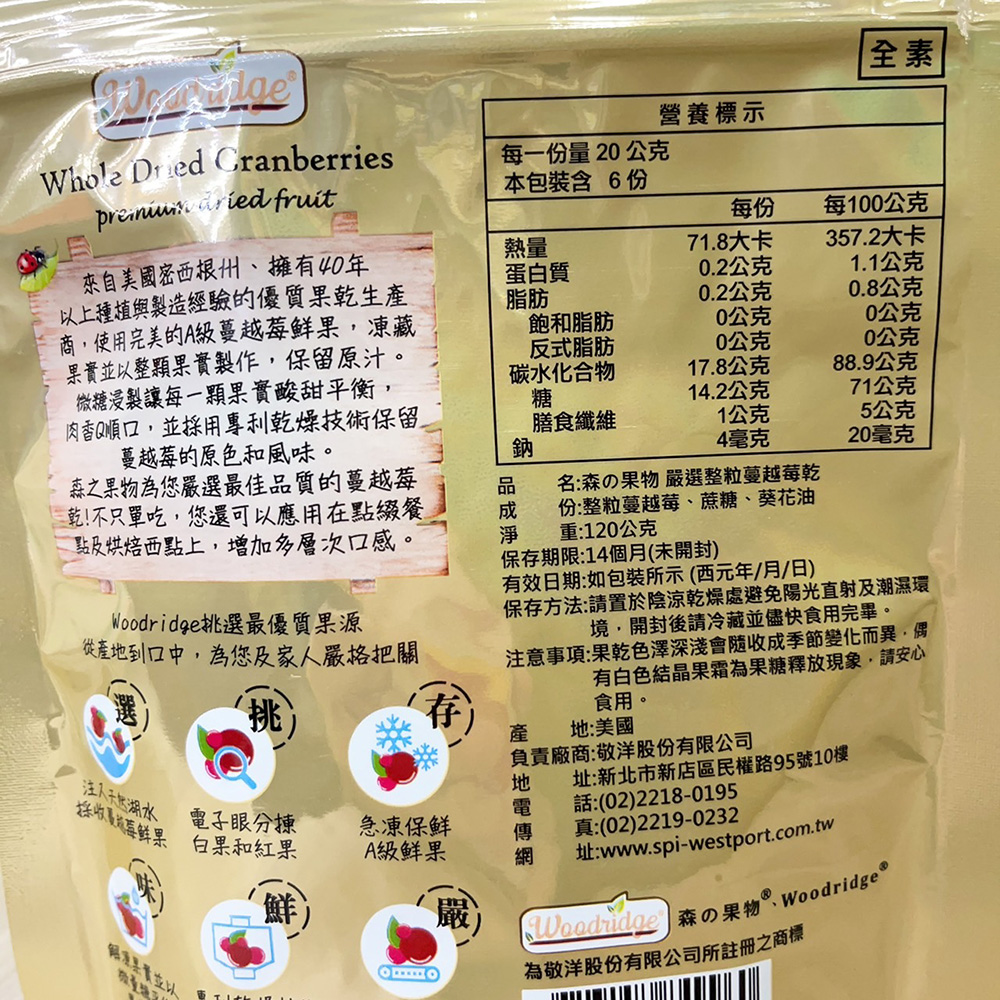 Woodridge®
Whole Dried Cranberries
premium dried fruit
來自美國密西根州、擁有40年
以上種植與製造經驗的優質果乾生產
商，使用完美的A級蔓越莓鮮果，凍藏
果實並以整顆果實製作，保留原汁。
微糖浸製讓每一顆果實酸甜平衡，
肉香Q順口，並採用專利乾燥技術保留
蔓越莓的原色和風味。
森之果物為您嚴選最佳品質的蔓越莓
乾!不只單吃，您還可以應用在點綴餐
點及烘焙西點上，增加多層次口感。
Woodridge挑選最優質果源
從產地到口中，為您及家人嚴格把關
選
挑
存
注入天然湖水
採收蔓越莓鮮果
電子眼分揀
白果和紅果
急凍保鮮
A級鮮果
味
鮮
嚴
全素
營養標示
每一份量 20 公克
本包裝含 6 份
每份 每100公克
熱量 71.8大卡 357.2大卡
蛋白質 0.2公克 1.1公克
脂肪 0.2公克 0.8公克
飽和脂肪 0公克 0公克
反式脂肪 0公克 0公克
碳水化合物 17.8公克 88.9公克
糖 14.2公克 71公克
膳食纖維 1公克 5公克
鈉 4毫克 20毫克
品 名:森の果物 嚴選整粒蔓越莓乾
成 份:整粒蔓越莓、蔗糖、葵花油
淨 重:120公克
保存期限:14個月(未開封)
有效日期:如包裝所示 (西元年/月/日)
保存方法:請置於陰涼乾燥處避免陽光直射及潮濕環
境，開封後請冷藏並儘快食用完畢。
注意事項:果乾色澤深淺會隨收成季節變化而異，偶
有白色結晶果霜為果糖釋放現象，請安心
食用。
產 地:美國
負責廠商:敬洋股份有限公司
地 址:新北市新店區民權路95號10樓
電 話:(02)2218-0195
傳 真:(02)2219-0232
網 址:www.spi-westport.com.tw
Woodridge® 森の果物®、Woodridge®
為敬洋股份有限公司所註冊之商標